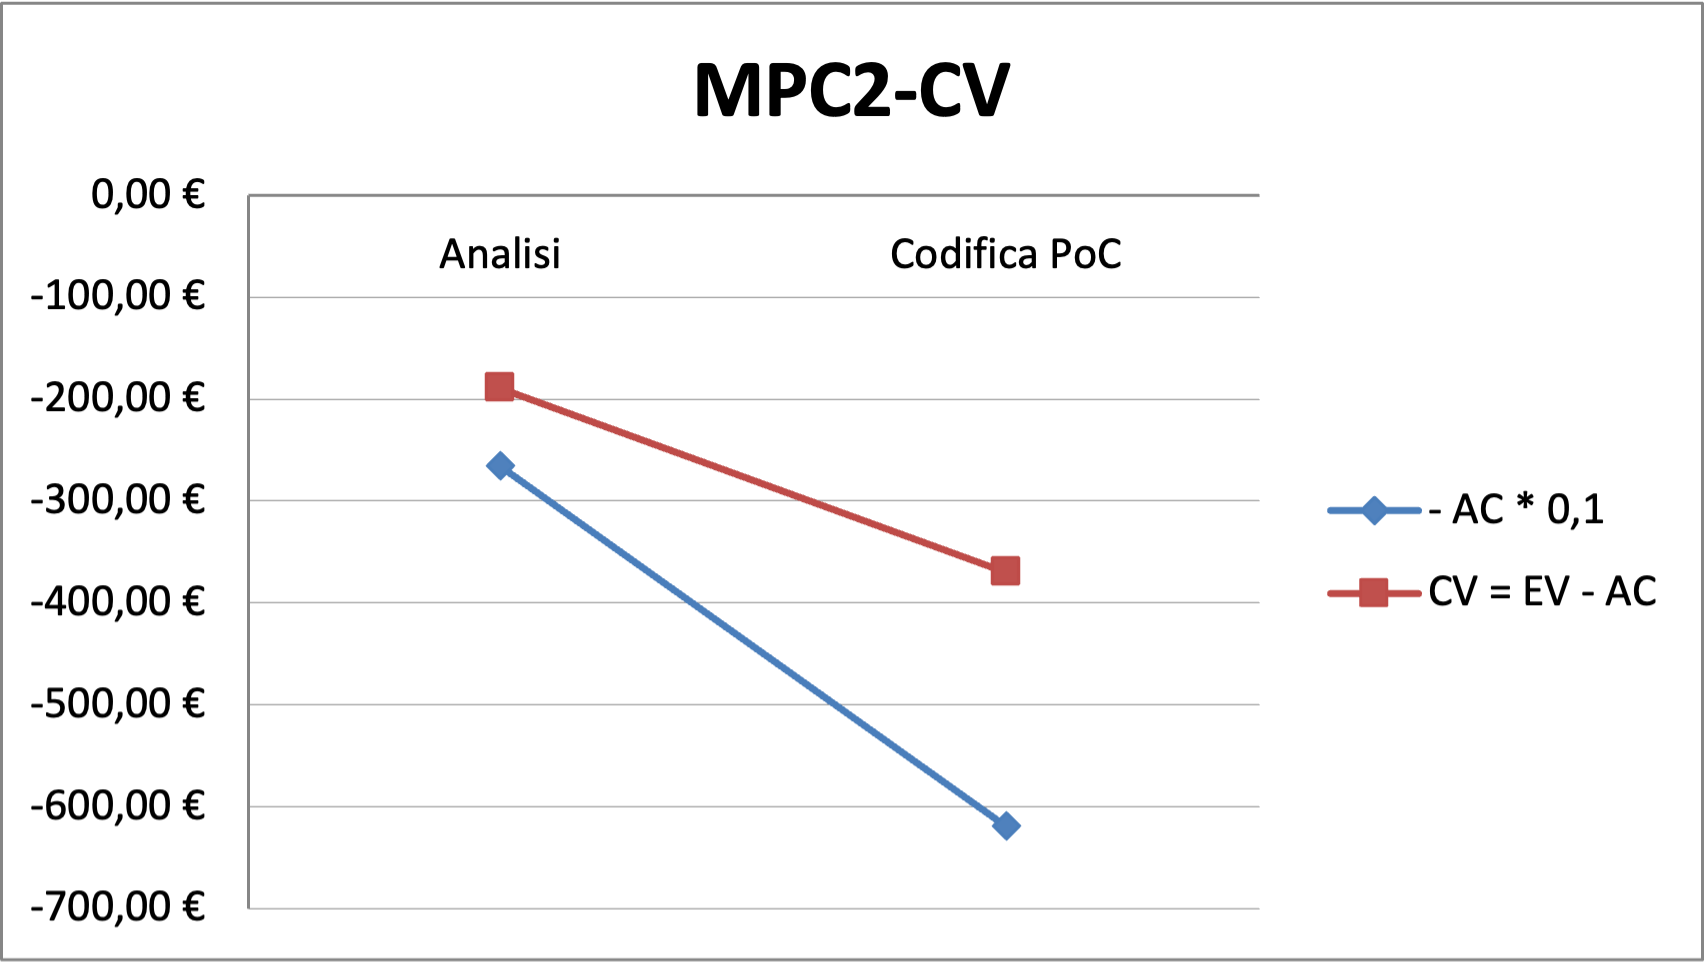 MPC2-CV
0,00 €
Analisi
Codifica PoC
-100,00 €
-200,00 €
-300,00 €
-400,00 €
-500,00 €
-600,00 €
-700,00 €
- AC * 0,1
CV = EV - AC